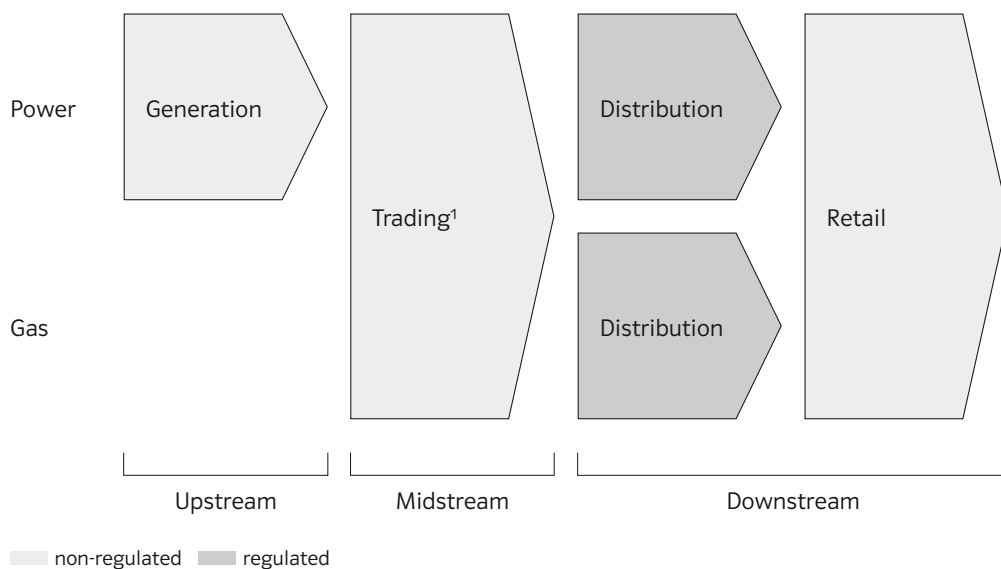 Power
Generation
Distribution
Trading¹
Retail
Gas
Distribution
Upstream
Midstream
Downstream
non-regulated
regulated